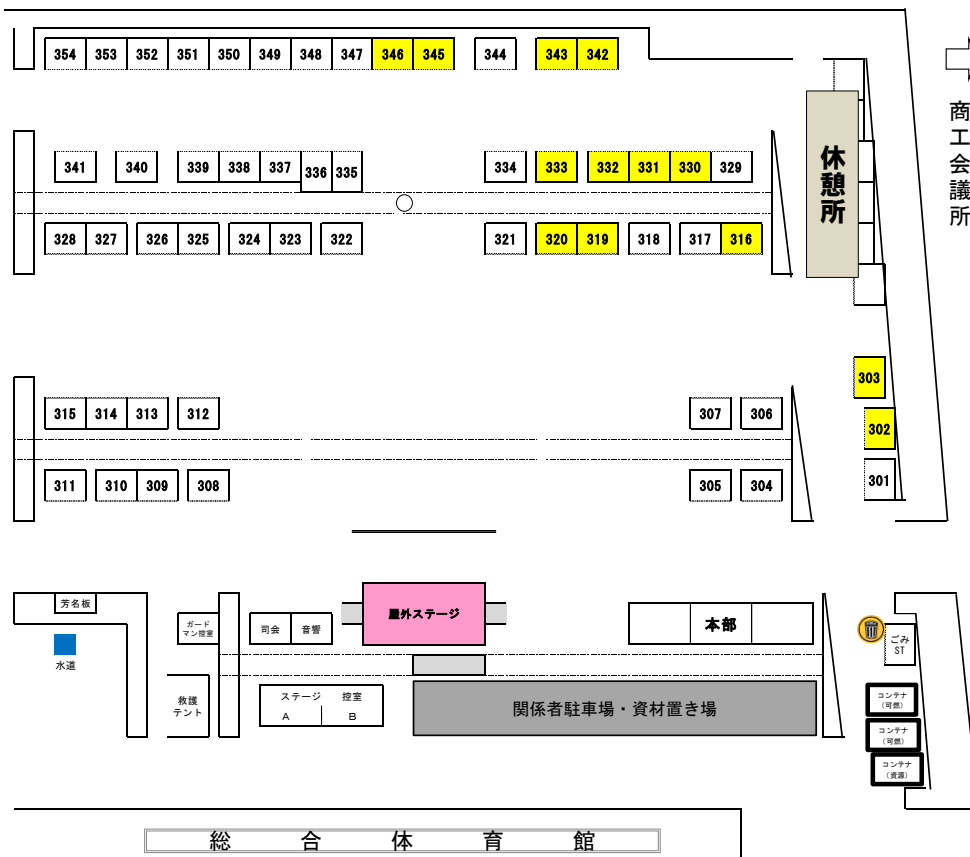 354 353 352 351 350 349 348 347 346 345 344 343 342
商工会議所
341 340 339 338 337 336 335 334 333 332 331 330 329
休憩所
328 327 326 325 324 323 322 321 320 319 318 317 316
303
315 314 313 312 307 306
302
311 310 309 308 305 304 301
芳名板
ガード
マン控室
司会 音響
屋外ステージ
本部
ごみ
ST
水道
救護
テント
ステージ 控室
A B
関係者駐車場・資材置き場
コンテナ
(可燃)
コンテナ
(可燃)
コンテナ
(資源)
総合体育館